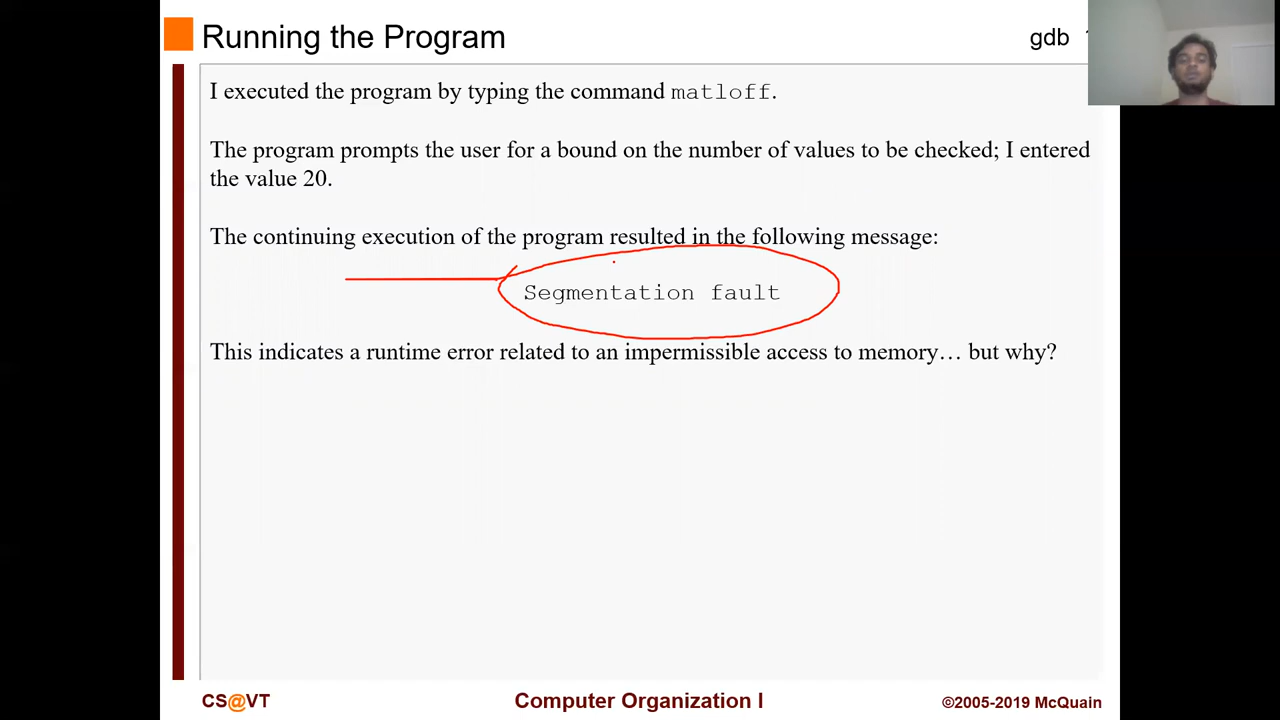 Running the Program
gdb
I executed the program by typing the command matloff.
The program prompts the user for a bound on the number of values to be checked; I entered
the value 20.
The continuing execution of the program resulted in the following message:
Segmentation fault
This indicates a runtime error related to an impermissible access to memory… but why?
CS@VT
Computer Organization I
©2005-2019 McQuain